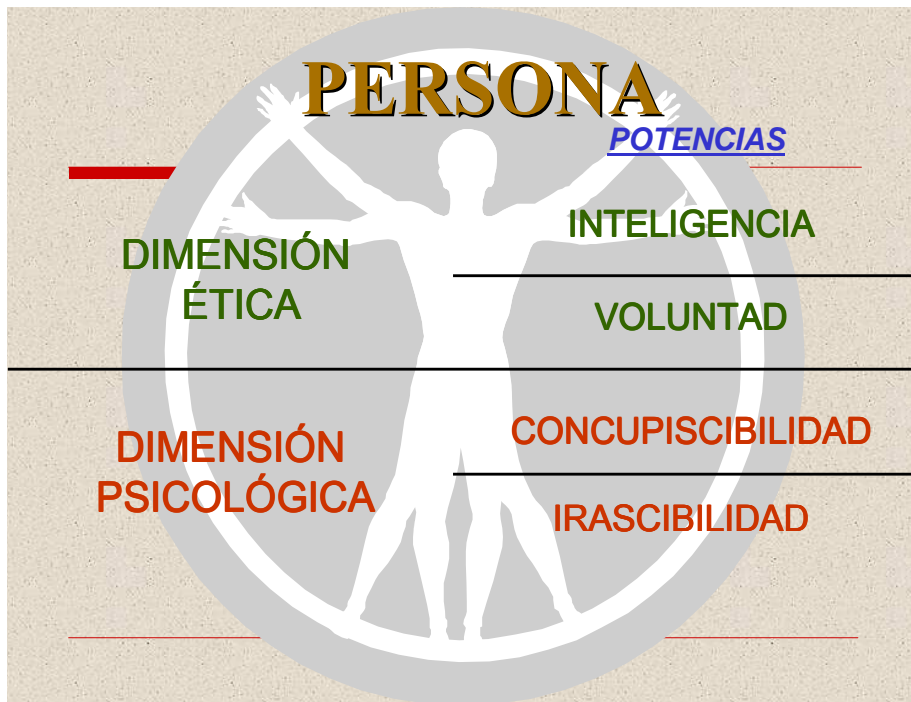 PERSONA
POTENCIAS
DIMENSIÓN
ÉTICA
INTELIGENCIA
VOLUNTAD
DIMENSIÓN
PSICOLÓGICA
CONCUPISCIBILIDAD
IRASCIBILIDAD